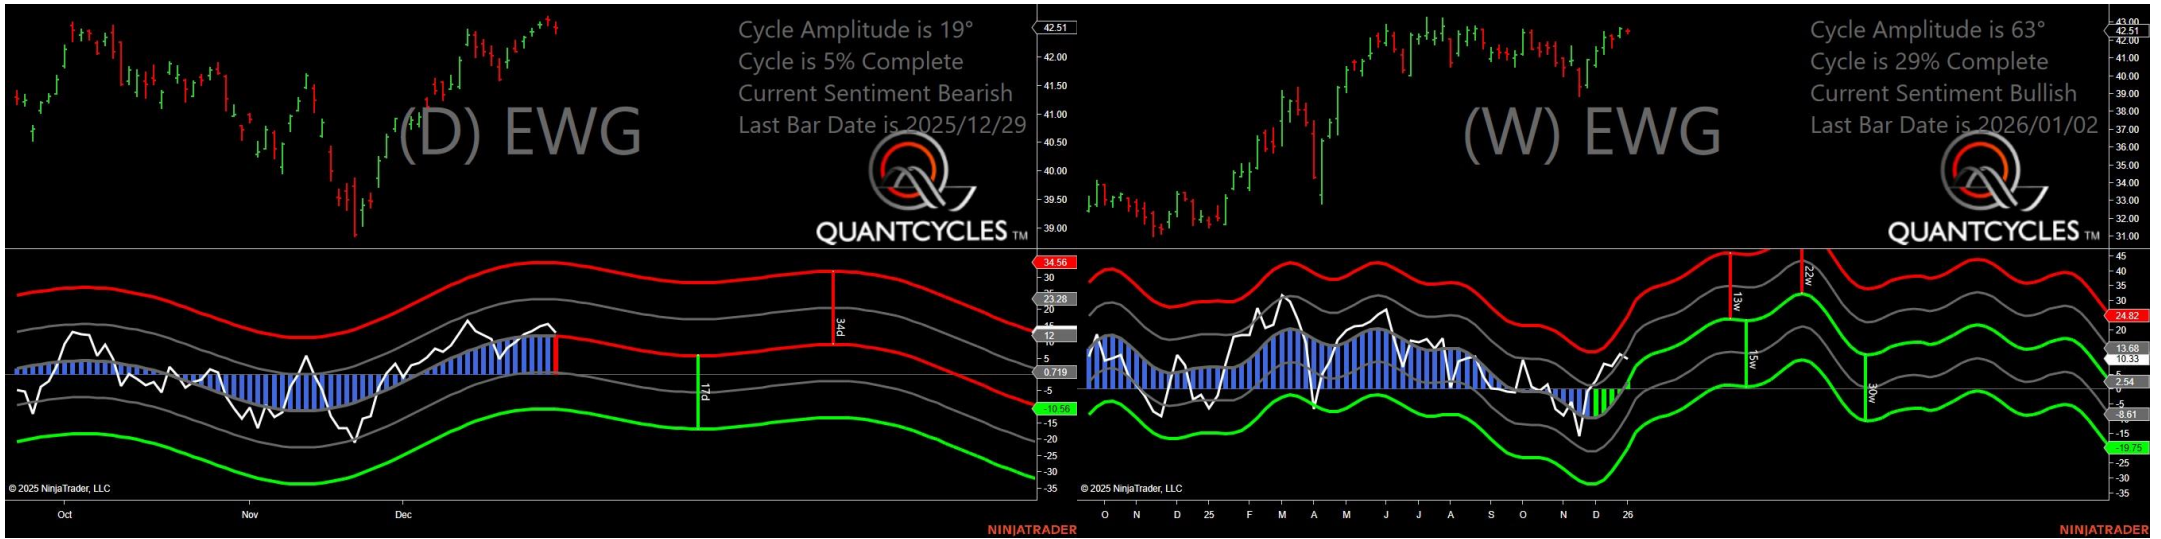 Cycle Amplitude is 19°
Cycle is 5% Complete
Current Sentiment Bearish
Last Bar Date is 2025/12/29
(D) EWG
QUANTCYCLES TM
42.51
42.00
41.50
41.00
40.50
40.00
39.50
39.00
34.56
30
23.28
20
12
10
5
0.719
-5
-10.56
-15
-20
-25
-30
-35
34d
17d
© 2025 NinjaTrader, LLC
Oct
Nov
Dec
NINJATRADER
Cycle Amplitude is 63°
Cycle is 29% Complete
Current Sentiment Bullish
Last Bar Date is 2026/01/02
(W) EWG
QUANTCYCLES TM
43.00
42.51
42.00
41.00
40.00
39.00
38.00
37.00
36.00
35.00
34.00
33.00
32.00
31.00
45
40
35
30
24.82
20
13.68
10.33
5
2.54
-5
-8.61
-15
-19.75
-25
-30
-35
13w
22w
15w
30w
© 2025 NinjaTrader, LLC
O N D 25 F M A M J J A S O N D 26
NINJATRADER